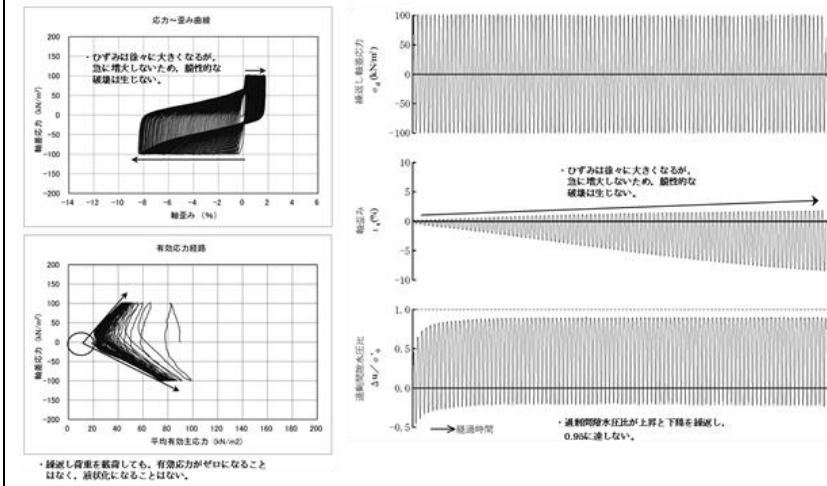 応力～歪み曲線
・ひずみは徐々に大きくなるが、
急に増大しないため、脆性的な
破壊は生じない。
軸差応力 (kN/m²)
200
150
100
50
0
-50
-100
-150
-200
-14 -12 -10 -8 -6 -4 -2 0 2 4 6
軸歪み (%)
有効応力経路
軸差応力 (kN/m²)
200
150
100
50
0
-50
-100
-150
-200
0 20 40 60 80 100 120 140 160 180 200
平均有効主応力 (kN/m2)
・繰返し荷重を載荷しても、有効応力がゼロになること
はなく、液状化になることはない。
繰返し軸差応力
σd(kN/m²)
100
50
0
-50
-100
・ひずみは徐々に大きくなるが、
急に増大しないため、脆性的な
破壊は生じない。
軸歪み
εa(%)
10
5
0
-5
-10
過剰間隙水圧比
Δu/σ'0
1.0
0.5
0.0
-0.5
経過時間
・過剰間隙水圧比が上昇と下降を繰返し、
0.95に達しない。